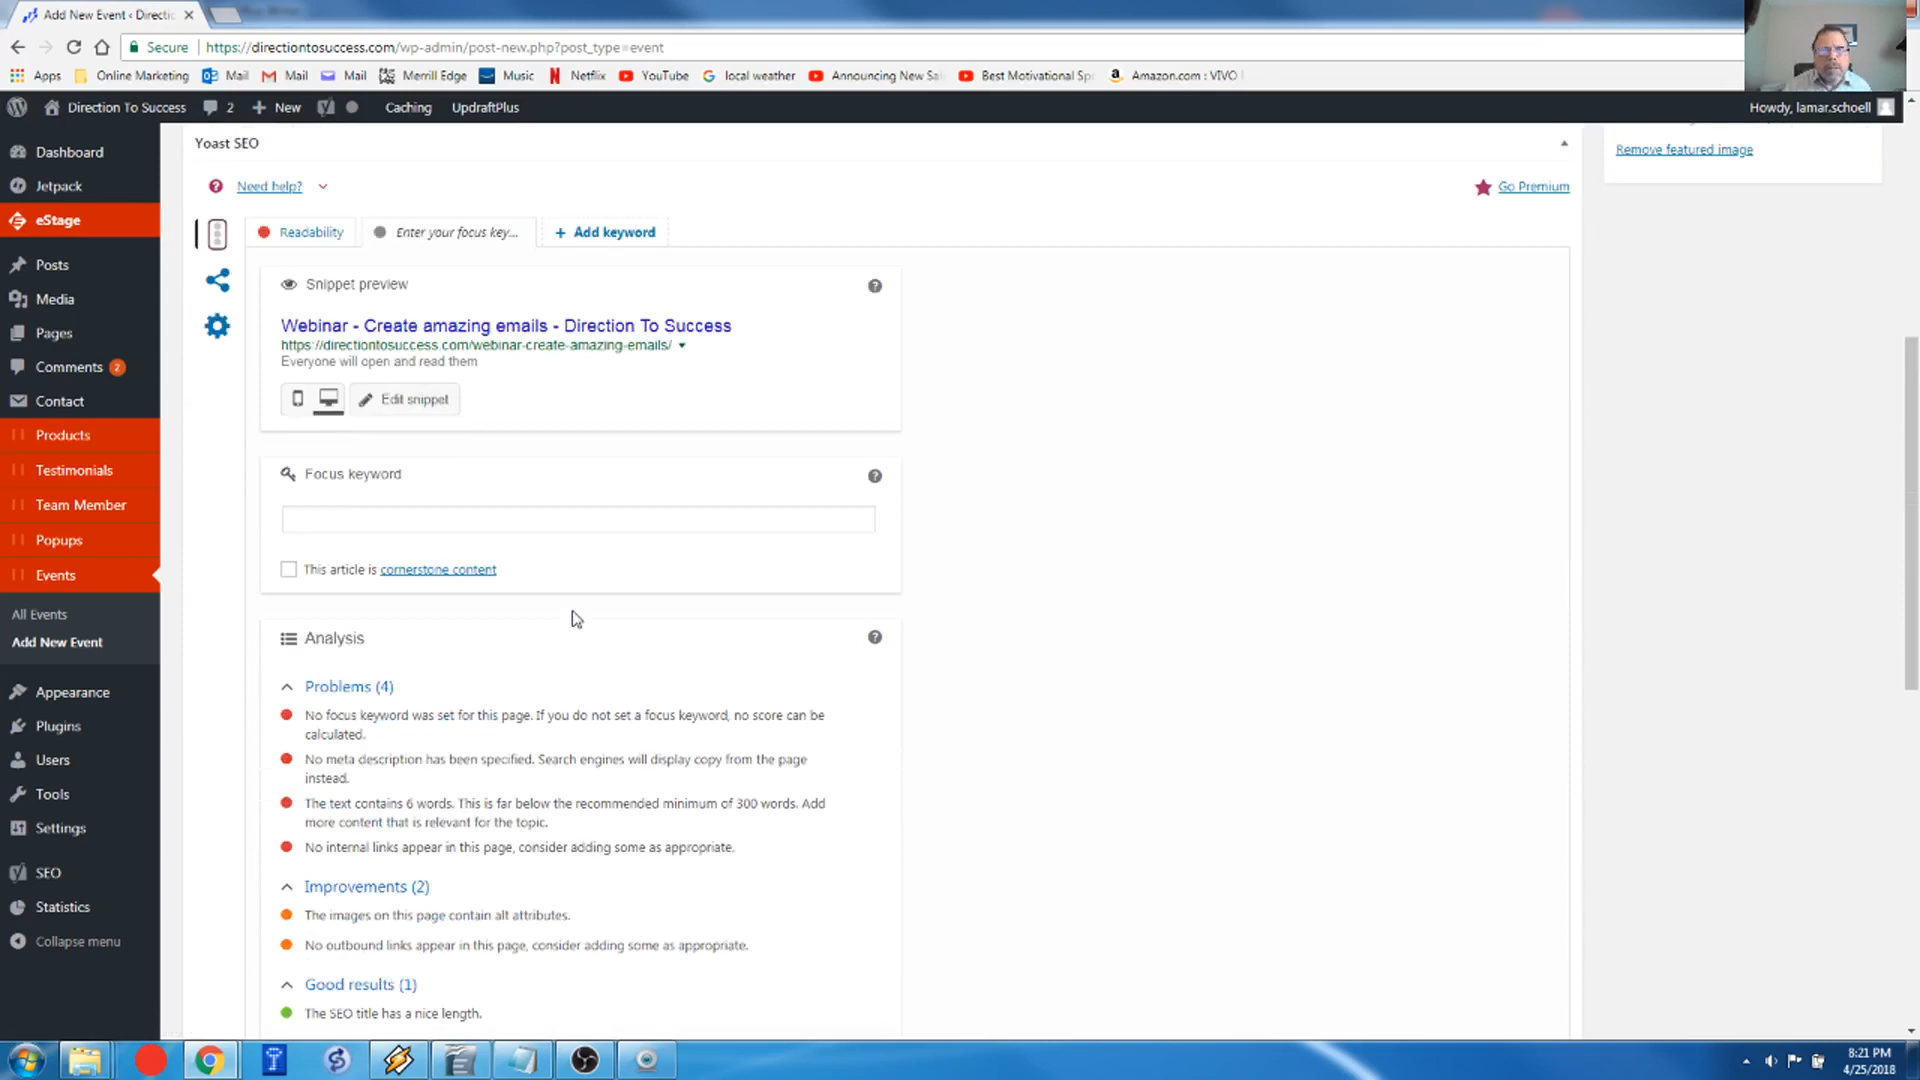 Add New Event ‹ Directi
Secure
https://directiontosuccess.com/wp-admin/post-new.php?post_type=event
Apps
Online Marketing
Mail
Mail
Mail
Merrill Edge
Music
Netflix
YouTube
local weather
Announcing New Sal
Best Motivational Sp
Amazon.com : VIVO
Direction To Success
2
New
Caching
UpdraftPlus
Howdy, lamar.schoell
Dashboard
Jetpack
eStage
Posts
Media
Pages
Comments 2
Contact
Products
Testimonials
Team Member
Popups
Events
All Events
Add New Event
Appearance
Plugins
Users
Tools
Settings
SEO
Statistics
Collapse menu
Yoast SEO
Need help?
Go Premium
Remove featured image
Readability
Enter your focus key...
+ Add keyword
Snippet preview
Webinar - Create amazing emails - Direction To Success
https://directiontosuccess.com/webinar-create-amazing-emails/
Everyone will open and read them
Edit snippet
Focus keyword
This article is cornerstone content
Analysis
Problems (4)
No focus keyword was set for this page. If you do not set a focus keyword, no score can be
calculated.
No meta description has been specified. Search engines will display copy from the page
instead.
The text contains 6 words. This is far below the recommended minimum of 300 words. Add
more content that is relevant for the topic.
No internal links appear in this page, consider adding some as appropriate.
Improvements (2)
The images on this page contain alt attributes.
No outbound links appear in this page, consider adding some as appropriate.
Good results (1)
The SEO title has a nice length.
8:21 PM
4/25/2018